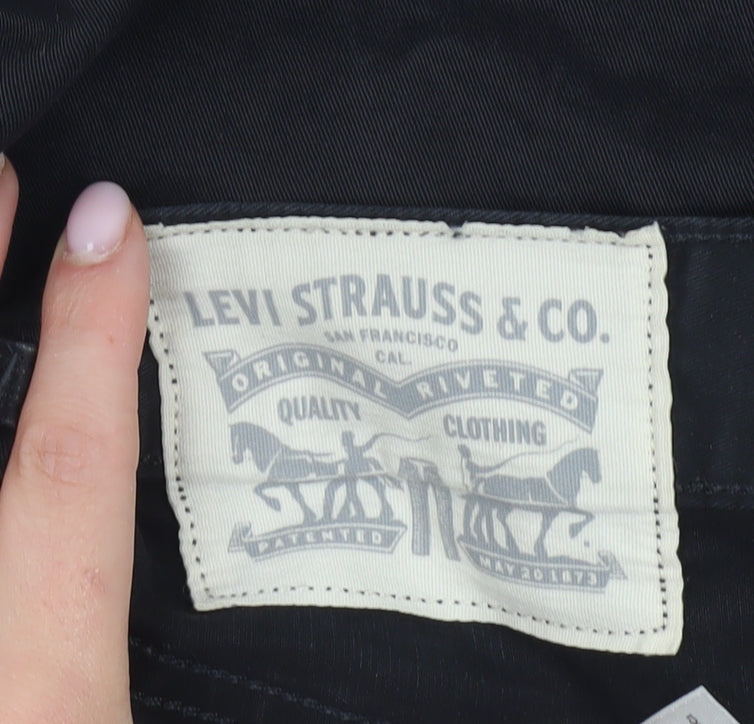 LEVI STRAUSS & CO.
SAN FRANCISCO
CAL.
ORIGINAL RIVETED
QUALITY CLOTHING
PATENTED MAY 20 1873